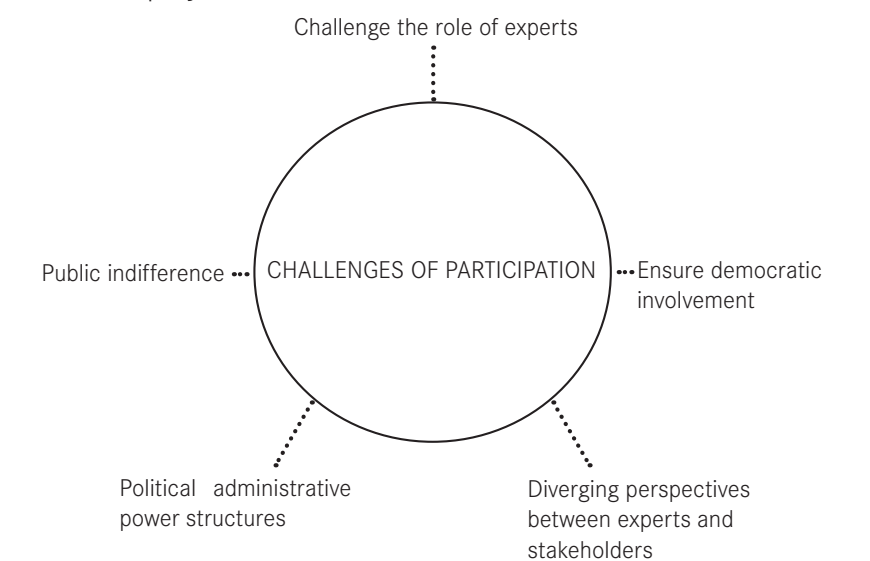 Challenge the role of experts
Public indifference
CHALLENGES OF PARTICIPATION
Ensure democratic
involvement
Political administrative
power structures
Diverging perspectives
between experts and
stakeholders